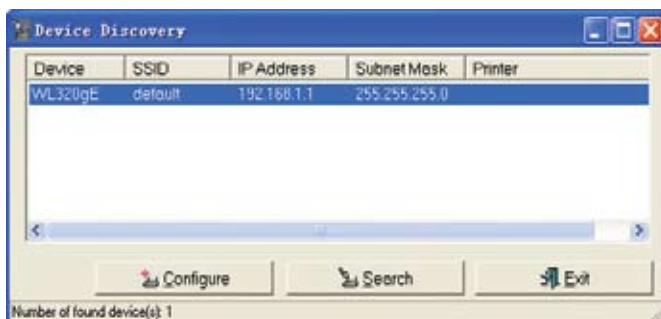 Device Discovery
Device SSID IP Address Subnet Mask Printer
WL320gE default 192.168.1.1 255.255.255.0
Configure Search Exit
Number of found device(s): 1